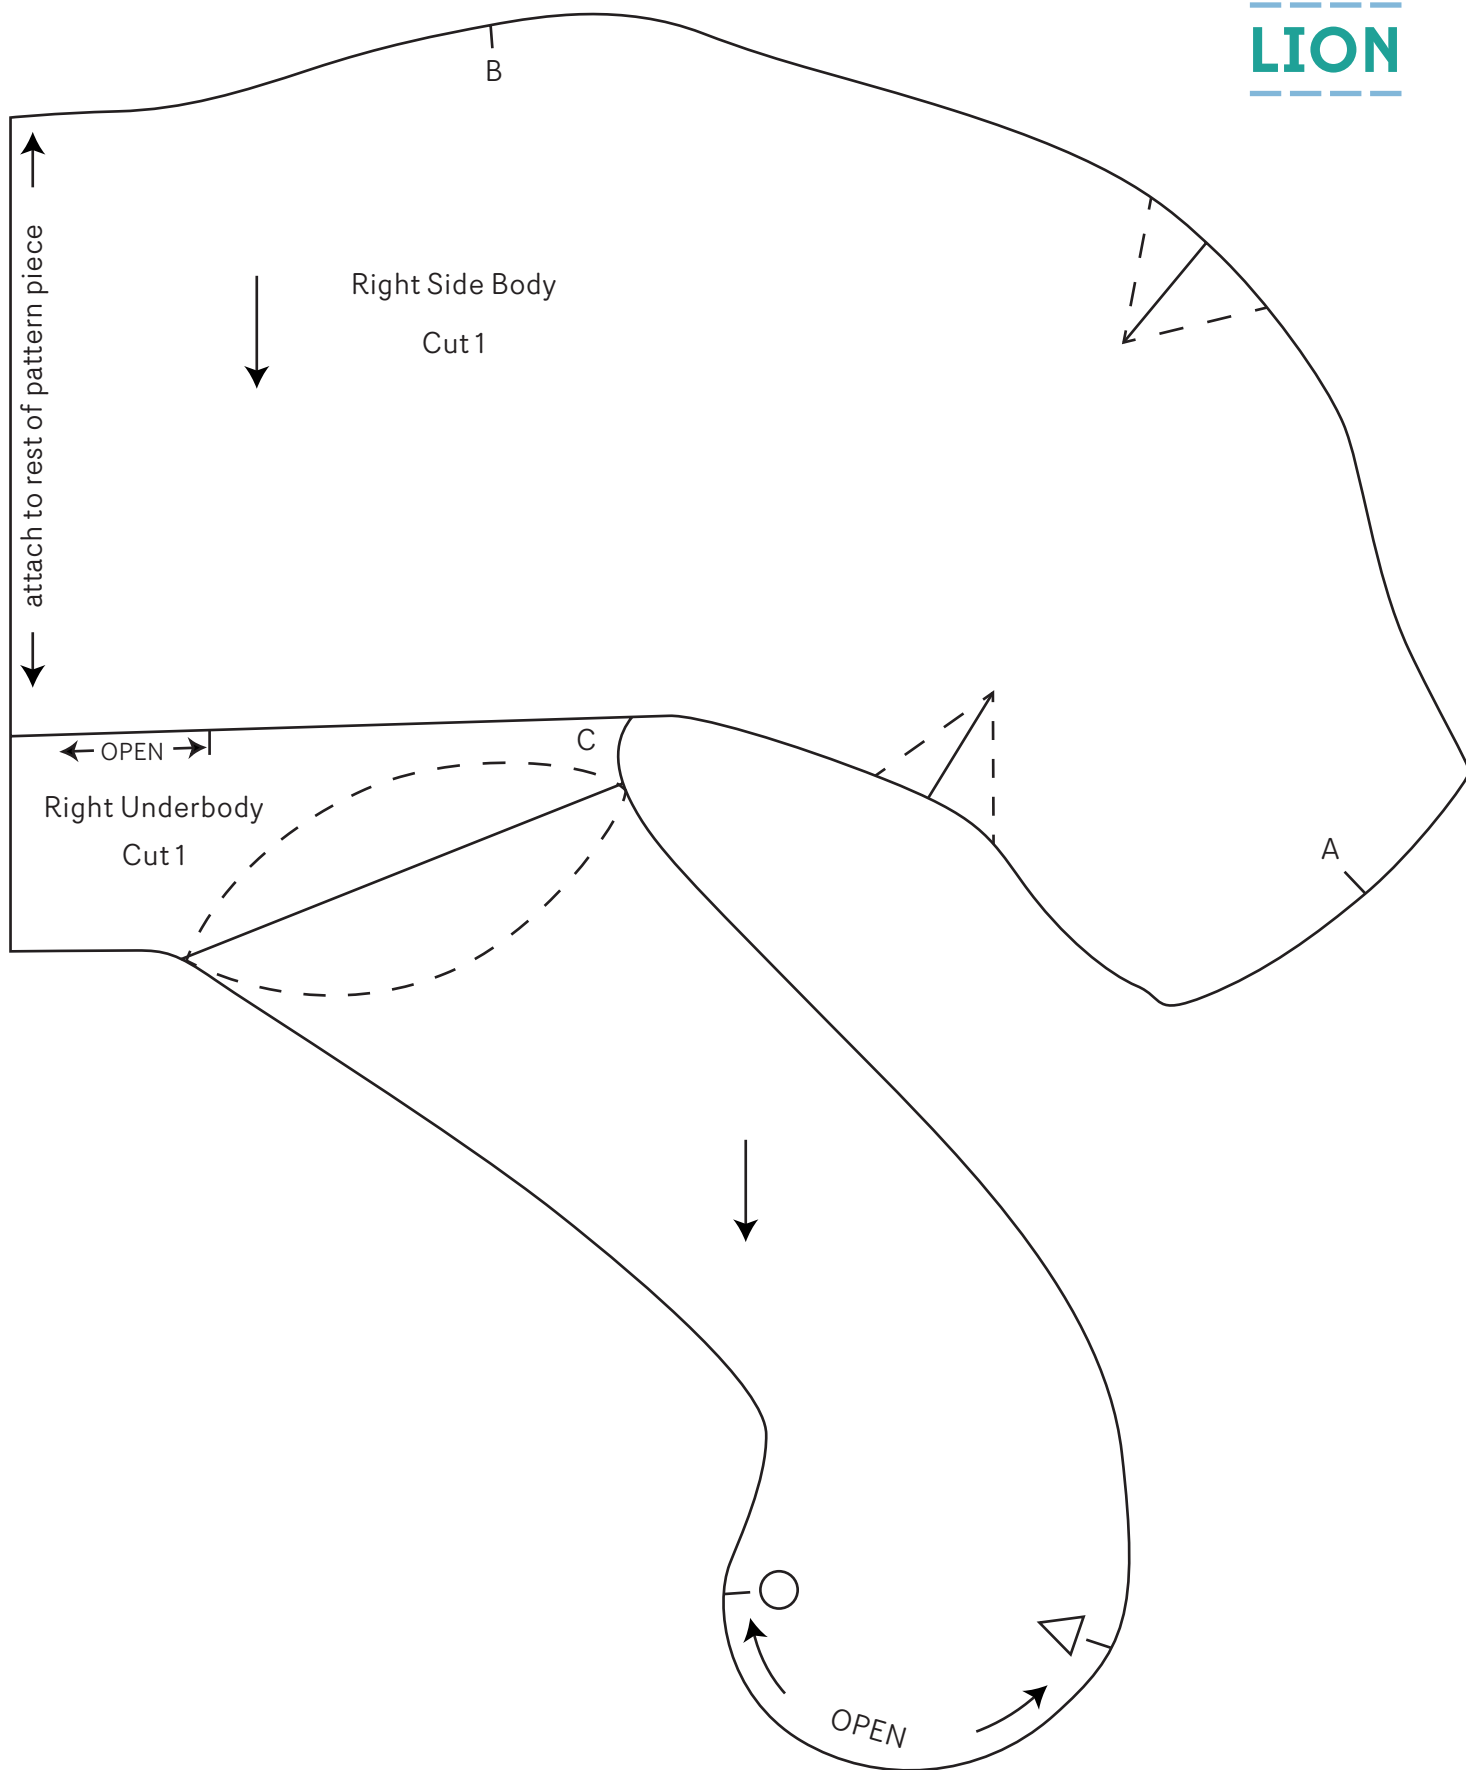 LION
B
attach to rest of pattern piece
Right Side Body
Cut 1
C
OPEN
Right Underbody
Cut 1
A
OPEN